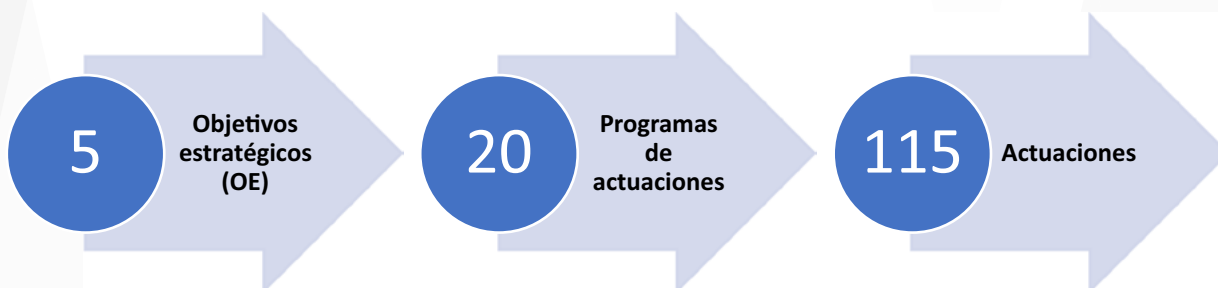 5
Objetivos
estratégicos
(OE)
20
Programas
de
actuaciones
115
Actuaciones